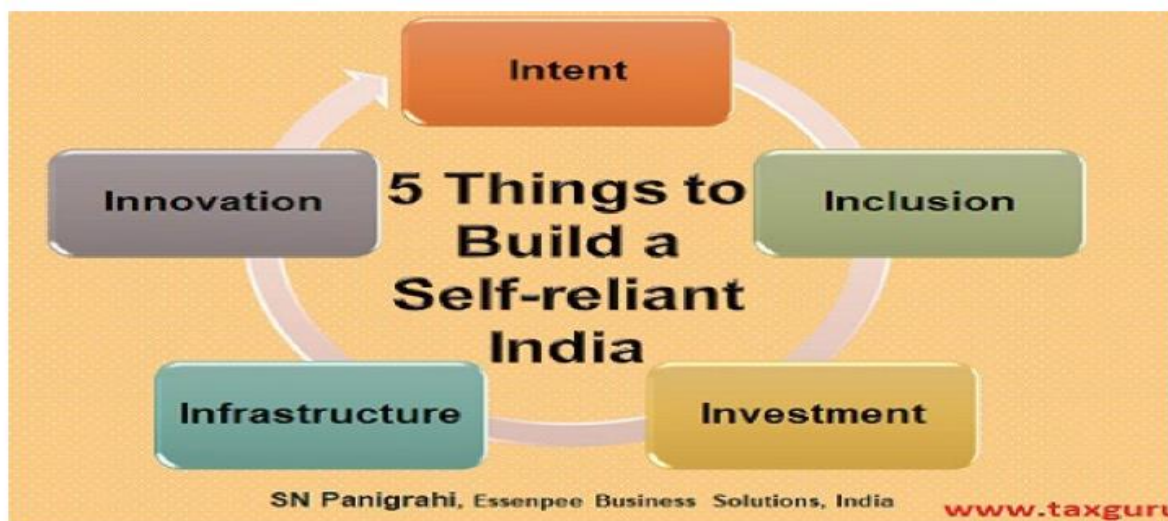 Intent
Inclusion
Investment
Infrastructure
Innovation
5 Things to
Build a
Self-reliant
India
SN Panigrahi, Essenpee Business Solutions, India
www.taxguru